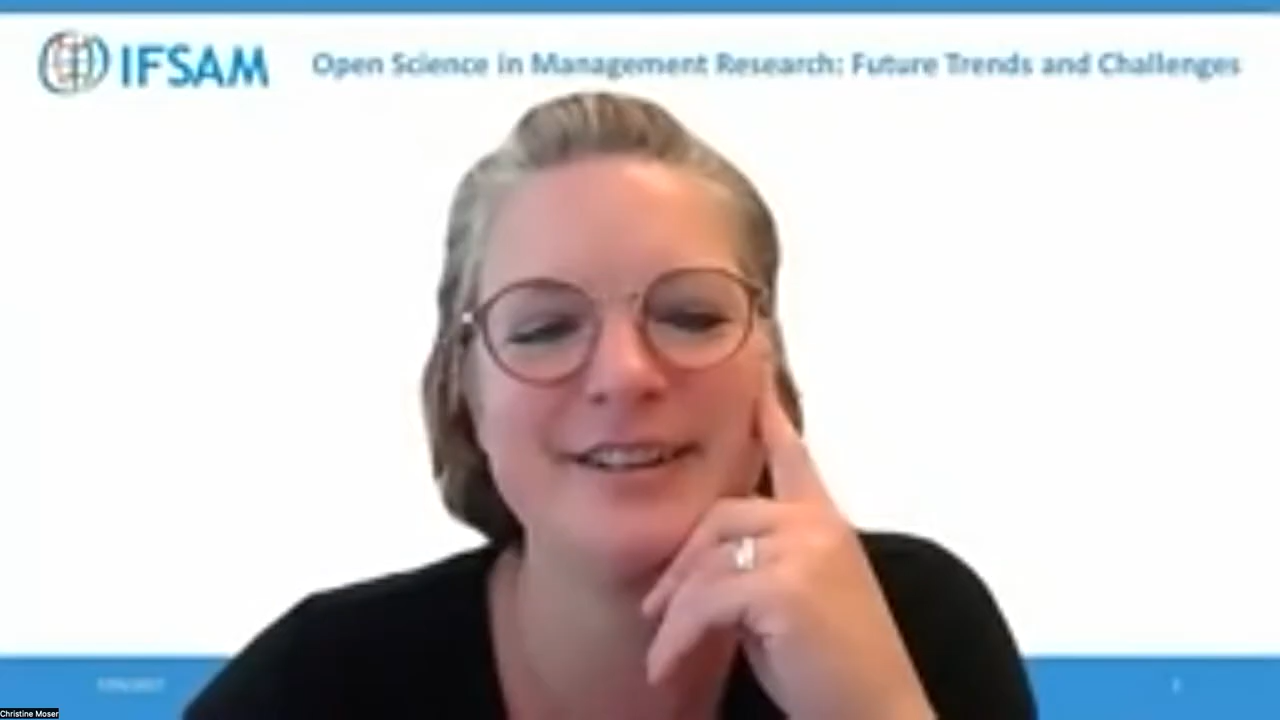 IFSAM
Open Science in Management Research: Future Trends and Challenges
Christine Moser